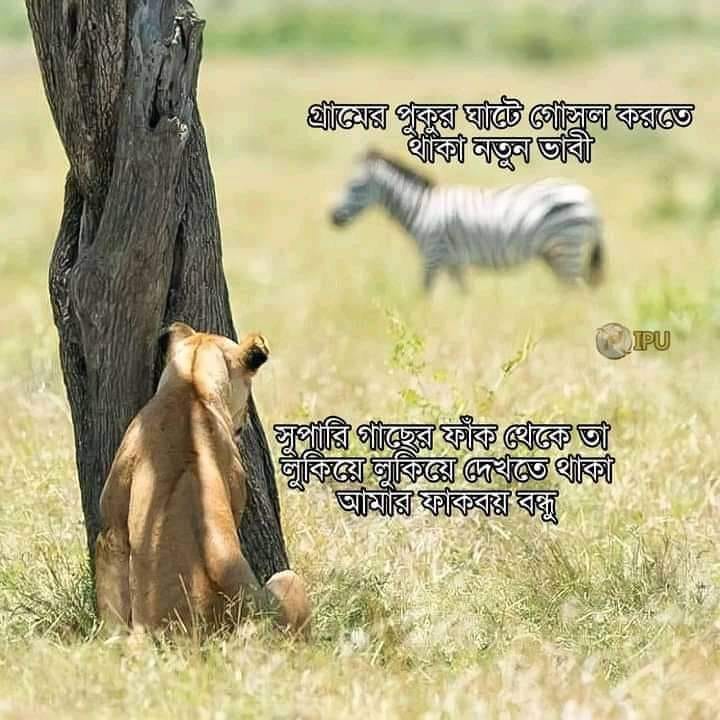 গ্রামের পুকুর ঘাটে গোসল করতে
থাকা নতুন ভাবী
IPU
সুপারি গাছের ফাঁক থেকে তা
লুকিয়ে লুকিয়ে দেখতে থাকা
আমার ফাকবয় বন্ধু